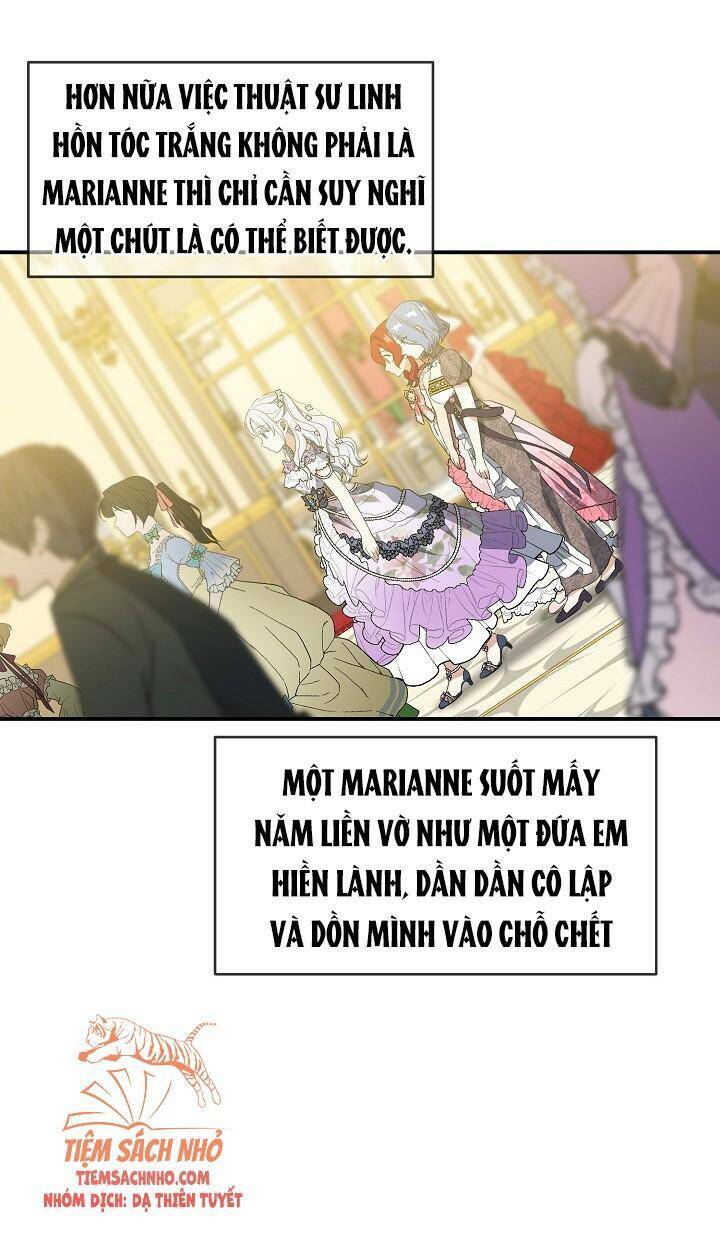 HƠN NỮA VIỆC THUẬT SƯ LINH
HỒN TÓC TRẮNG KHÔNG PHẢI LÀ
MARIANNE THÌ CHỈ CẦN SUY NGHĨ
MỘT CHÚT LÀ CÓ THỂ BIẾT ĐƯỢC.
MỘT MARIANNE SUỐT MẤY
NĂM LIỀN VỜ NHƯ MỘT ĐỨA EM
HIỀN LÀNH, DẦN DẦN CÔ LẬP
VÀ DỒN MÌNH VÀO CHỖ CHẾT
TIỆM SÁCH NHỎ
TIEMSACHNHO.COM
NHÓM DỊCH: DẠ THIÊN TUYẾT